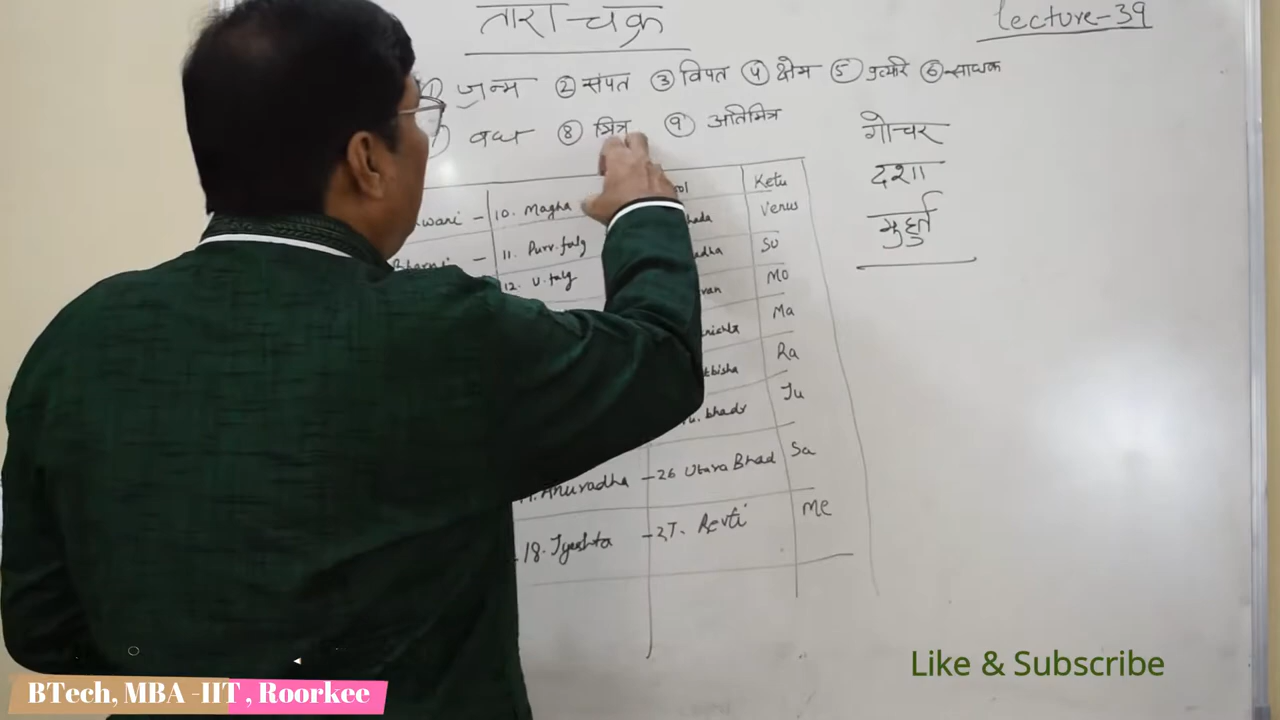 तारा-चक्र
Lecture-39
① जन्म ② संपत ③ विपत ④ क्षेम ⑤ ⑥ साधक
वध ⑧ मित्र ⑨ अतिमित्र
गोचर
दशा
मुहुर्त
Ketu
wari - 10. Magha
Venus
11. Purv. falg
Su
12. U. falg
Mo
Ma
Ra
Ju
Anuradha - 26 Utara Bhad
Sa
18. Jyeshta - 27. Revti
Me
Like & Subscribe
BTech, MBA -IIT , Roorkee